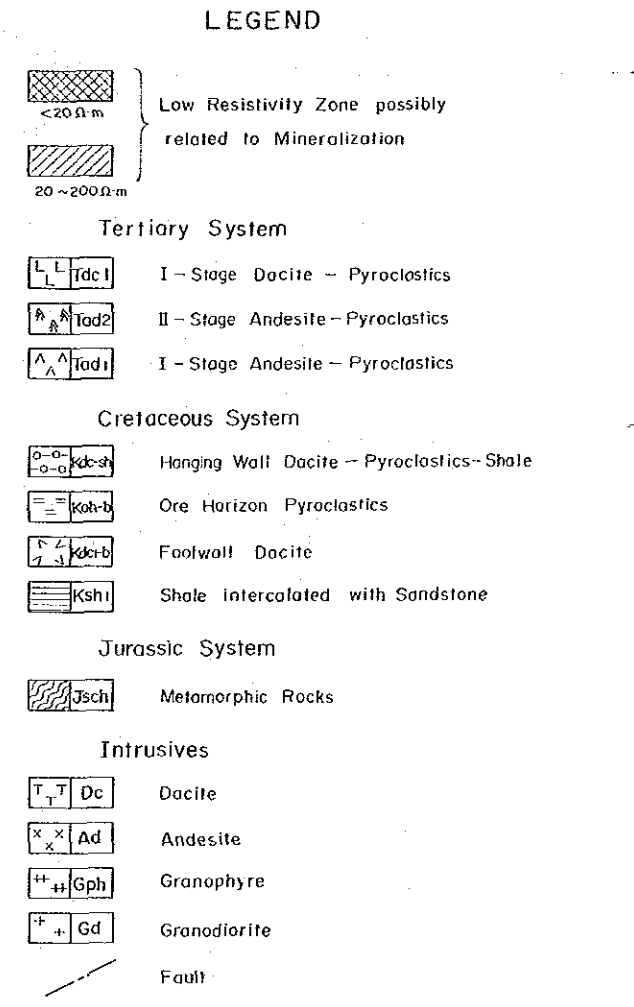 LEGEND
<20Ω·m
Low Resistivity Zone possibly
related to Mineralization
20~200Ω·m
Tertiary System
Tdc1 I-Stage Dacite-Pyroclastics
Tad2 II-Stage Andesite-Pyroclastics
Tad1 I-Stage Andesite-Pyroclastics
Cretaceous System
Kdc-sh Hanging Wall Dacite-Pyroclastics-Shale
Koh-b Ore Horizon Pyroclastics
Kdci-b Footwall Dacite
Ksh1 Shale intercalated with Sandstone
Jurassic System
Jsch Metamorphic Rocks
Intrusives
Dc Dacite
Ad Andesite
Gph Granophyre
Gd Granodiorite
Fault